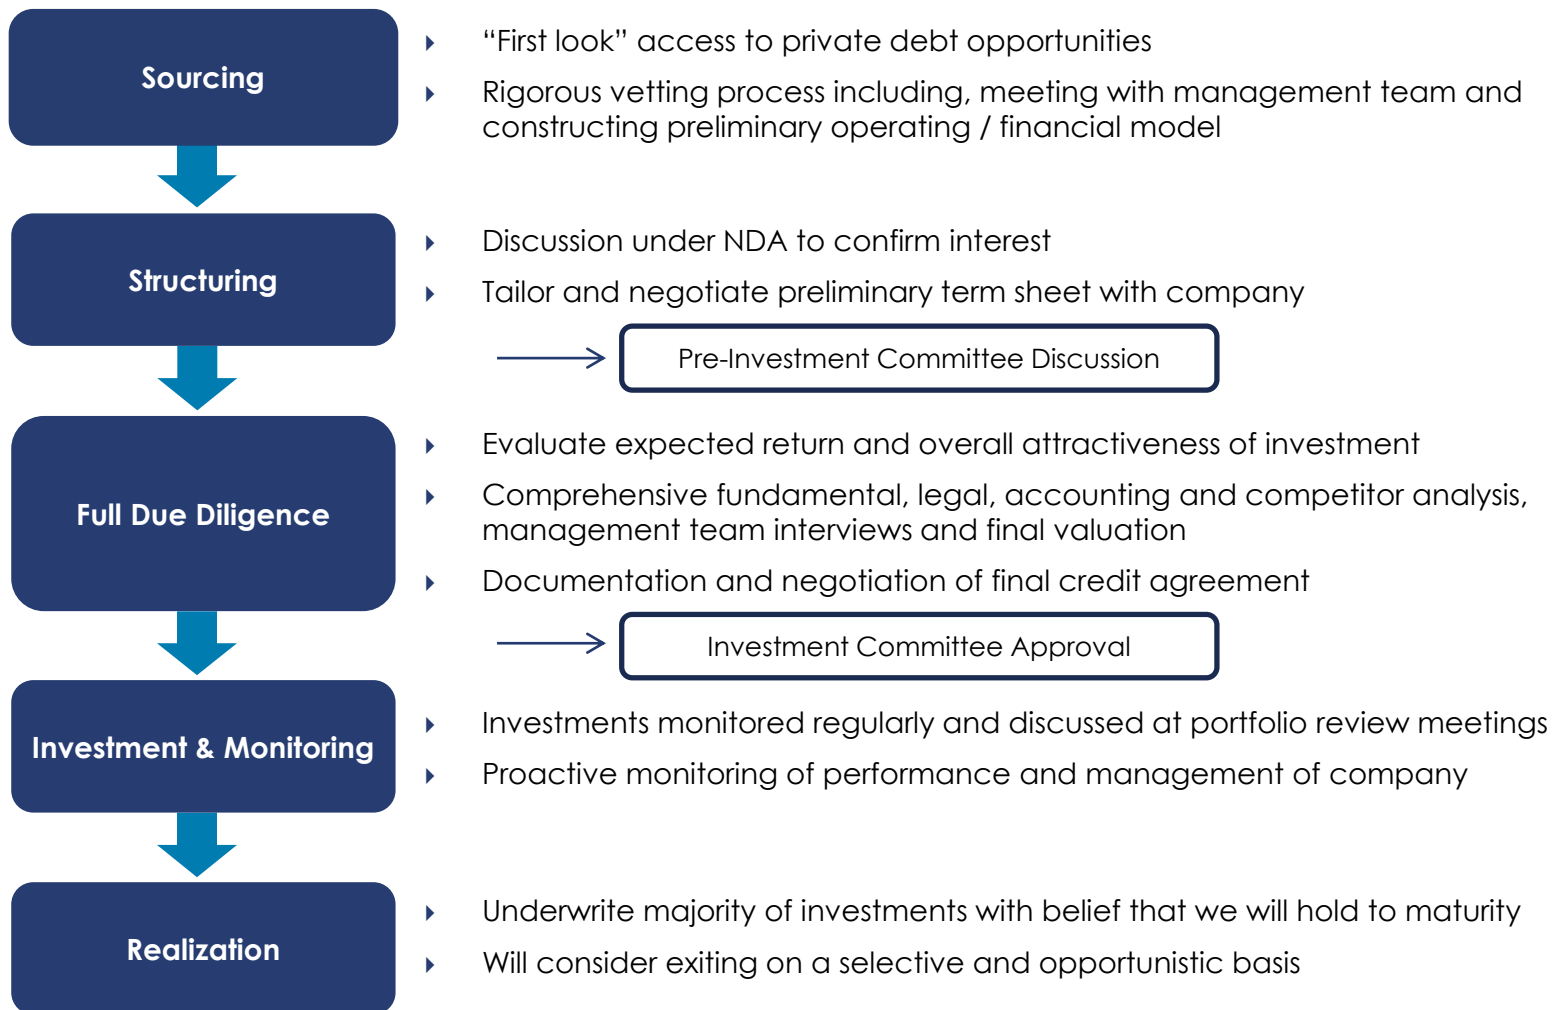 Sourcing
“First look” access to private debt opportunities
Rigorous vetting process including, meeting with management team and
constructing preliminary operating / financial model
Structuring
Discussion under NDA to confirm interest
Tailor and negotiate preliminary term sheet with company
Pre-Investment Committee Discussion
Full Due Diligence
Evaluate expected return and overall attractiveness of investment
Comprehensive fundamental, legal, accounting and competitor analysis,
management team interviews and final valuation
Documentation and negotiation of final credit agreement
Investment Committee Approval
Investment & Monitoring
Investments monitored regularly and discussed at portfolio review meetings
Proactive monitoring of performance and management of company
Realization
Underwrite majority of investments with belief that we will hold to maturity
Will consider exiting on a selective and opportunistic basis